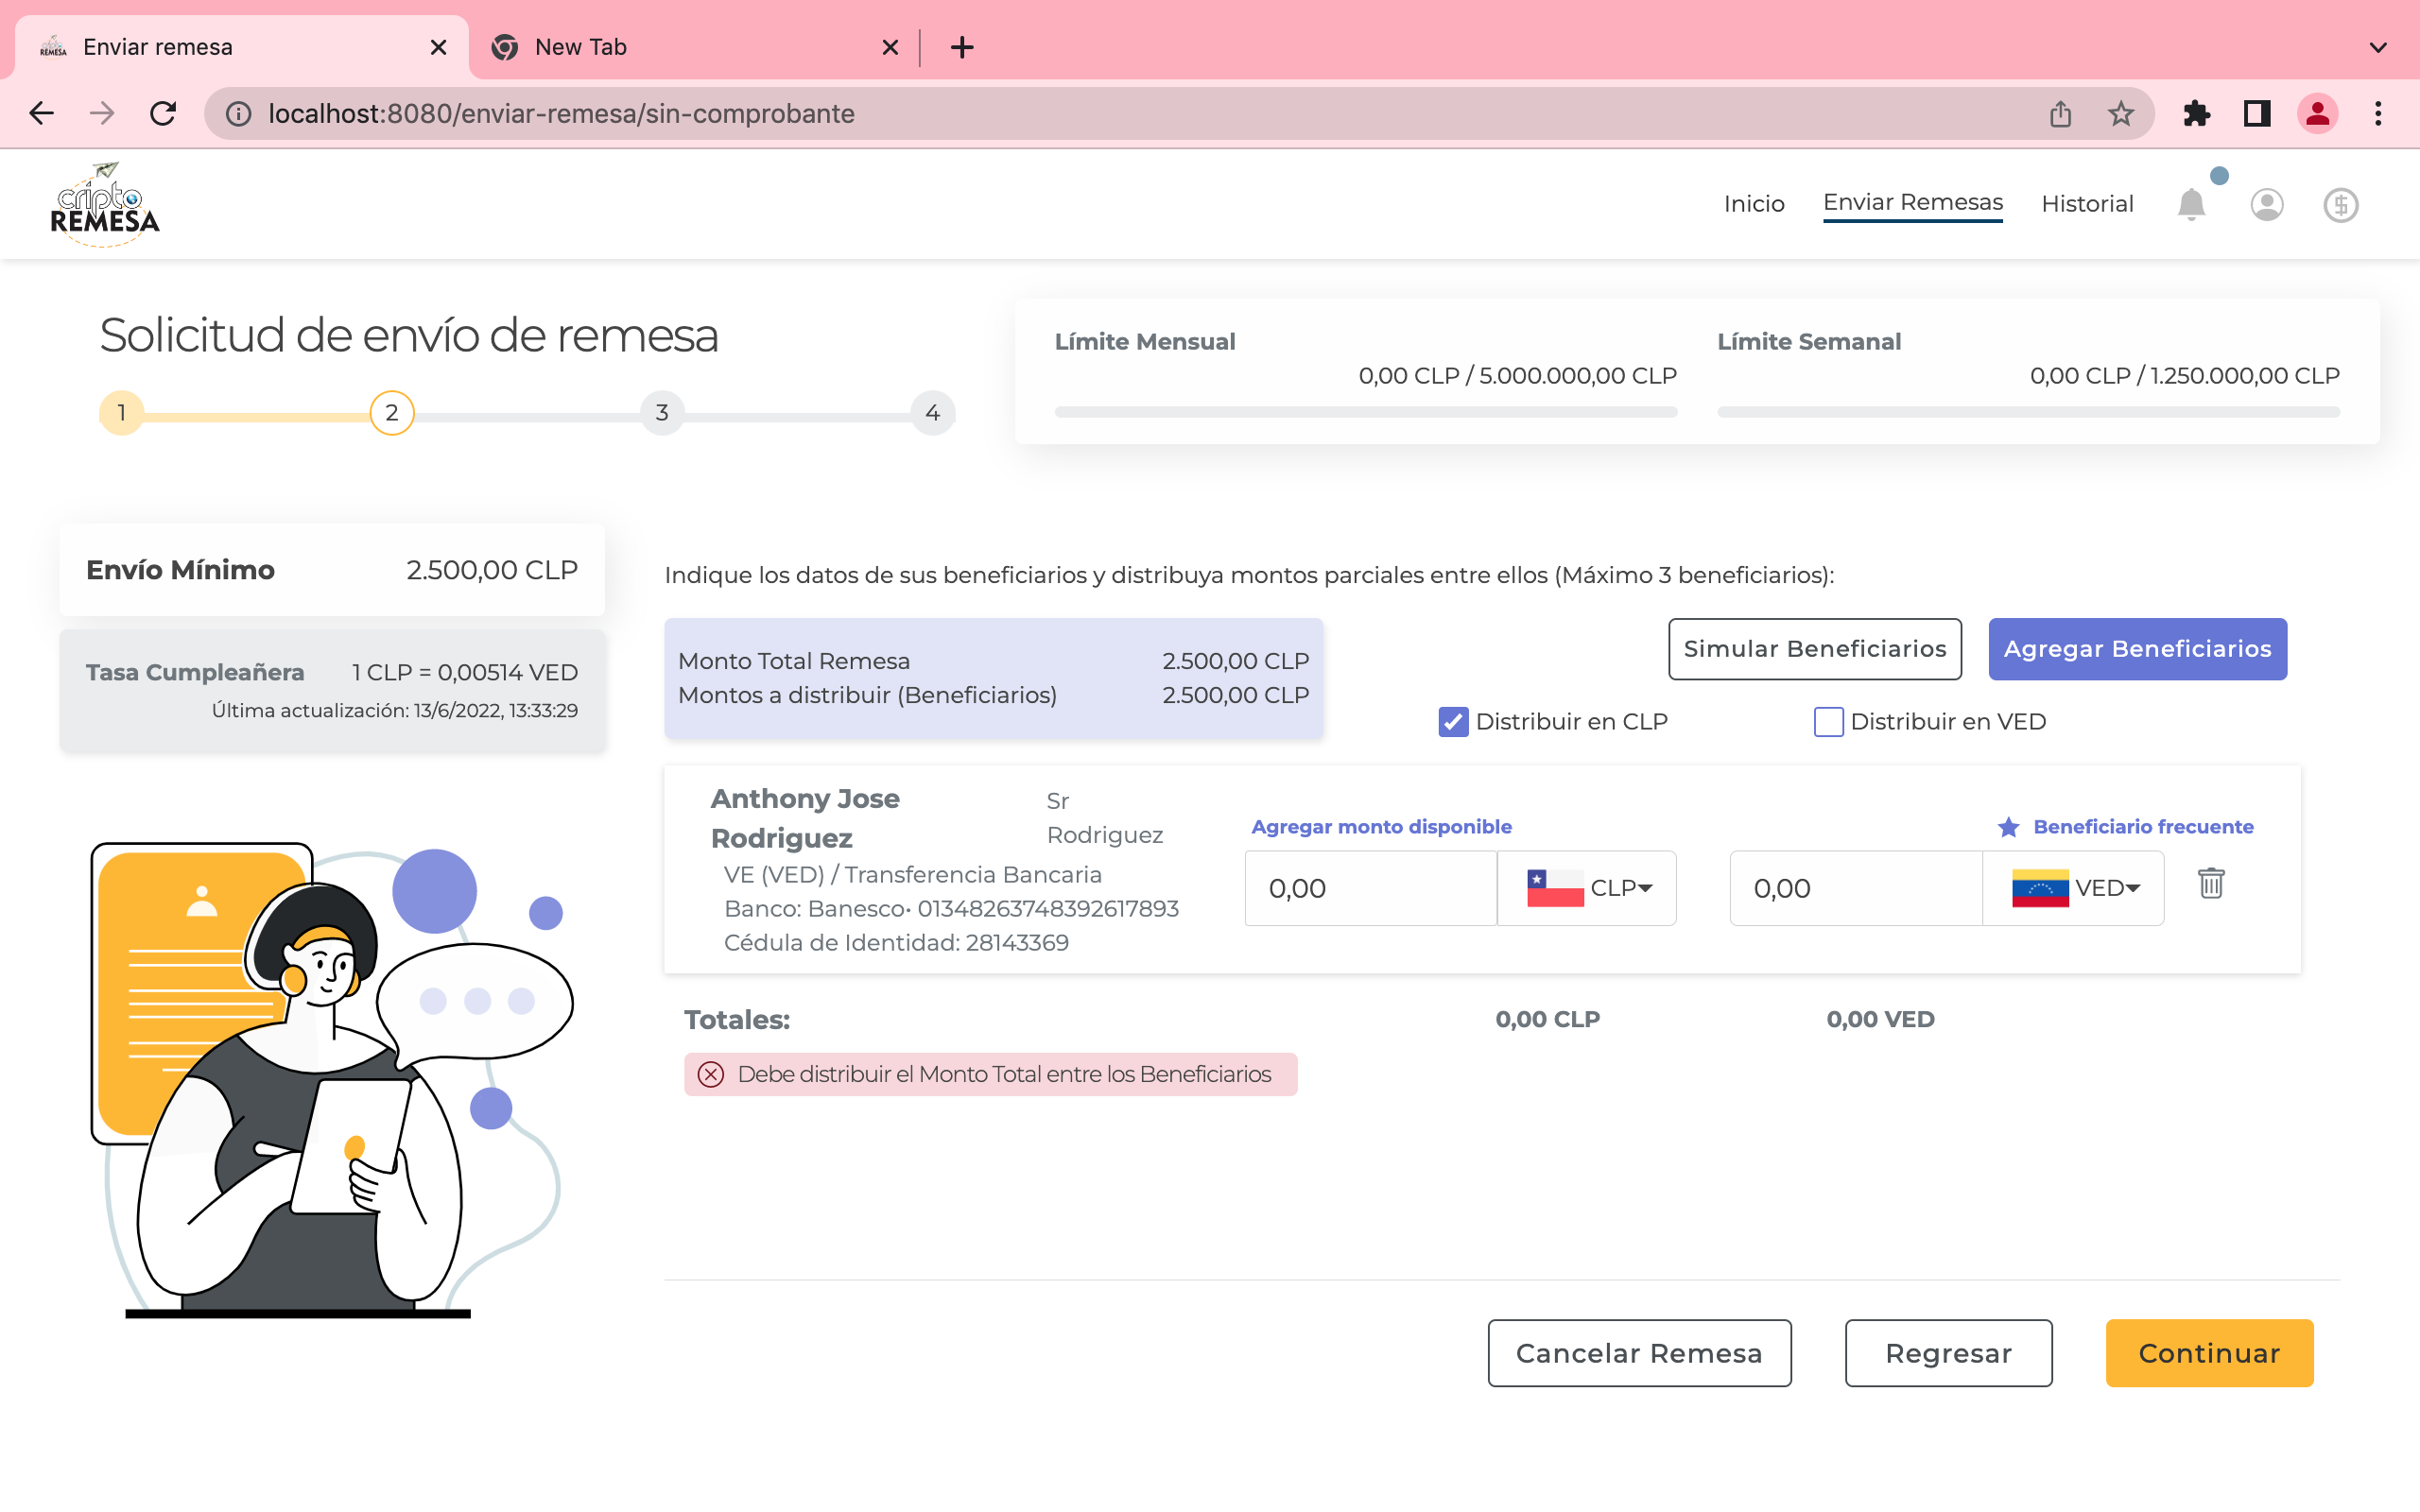 Enviar remesa
New Tab
localhost:8080/enviar-remesa/sin-comprobante
cripto
REMESA
Inicio
Enviar Remesas
Historial
Solicitud de envío de remesa
1
2
3
4
Límite Mensual
0,00 CLP / 5.000.000,00 CLP
Límite Semanal
0,00 CLP / 1.250.000,00 CLP
Envío Mínimo 2.500,00 CLP
Tasa Cumpleañera 1 CLP = 0,00514 VED
Última actualización: 13/6/2022, 13:33:29
Indique los datos de sus beneficiarios y distribuya montos parciales entre ellos (Máximo 3 beneficiarios):
Monto Total Remesa 2.500,00 CLP
Montos a distribuir (Beneficiarios) 2.500,00 CLP
Simular Beneficiarios
Agregar Beneficiarios
Distribuir en CLP
Distribuir en VED
Anthony Jose
Rodriguez
Sr
Rodriguez
VE (VED) / Transferencia Bancaria
Banco: Banesco• 01348263748392617893
Cédula de Identidad: 28143369
Agregar monto disponible
0,00
CLP
Beneficiario frecuente
0,00
VED
Totales: 0,00 CLP 0,00 VED
Debe distribuir el Monto Total entre los Beneficiarios
Cancelar Remesa
Regresar
Continuar